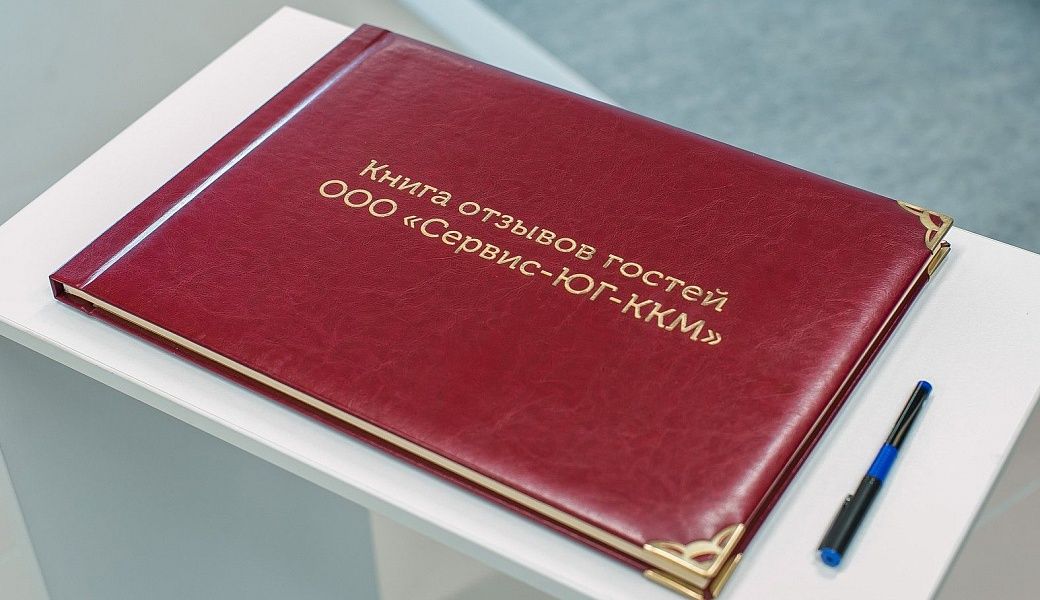 Книга отзывов гостей
ООО «Сервис-ЮГ-ККМ»